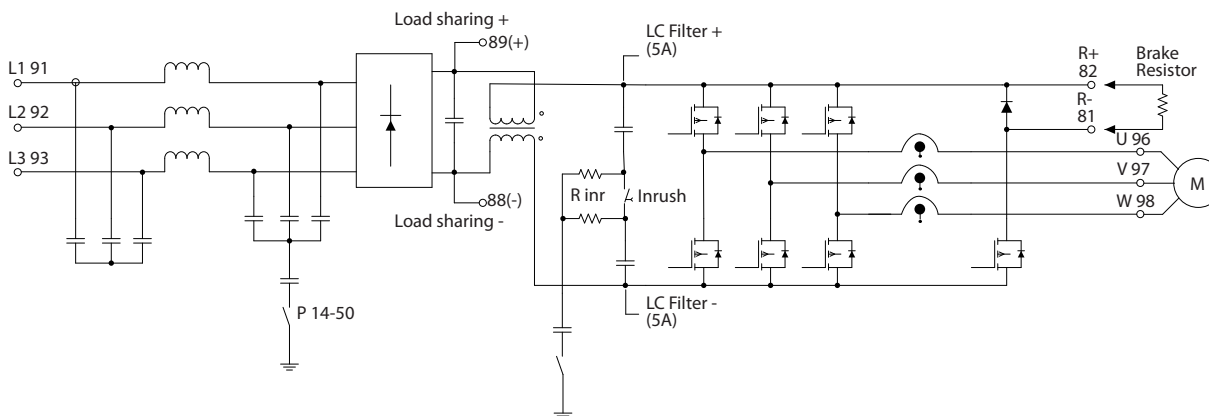 L1 91
L2 92
L3 93
P 14-50
Load sharing +
89(+)
88(-)
Load sharing -
R inr
Inrush
LC Filter +
(5A)
LC Filter -
(5A)
R+
82
Brake
Resistor
R-
81
U 96
V 97
W 98
M